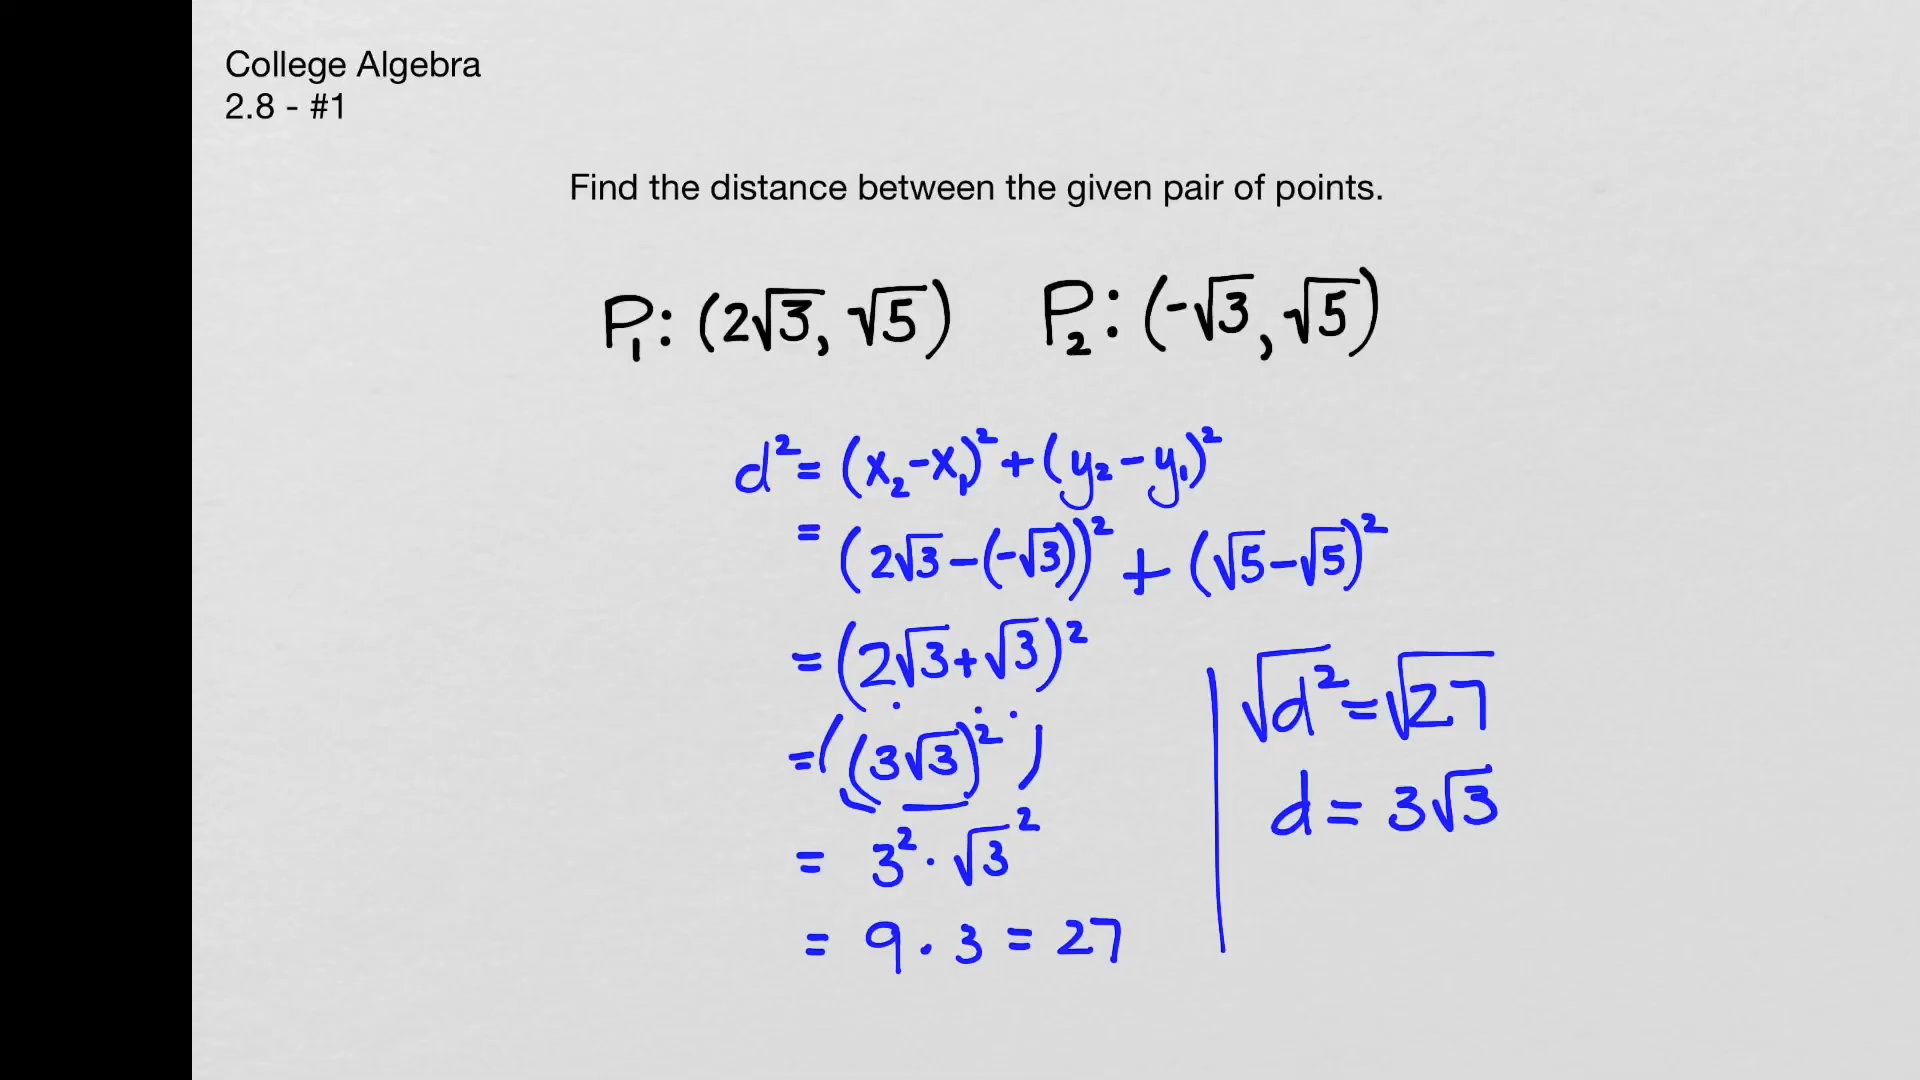 College Algebra
2.8 - #1
Find the distance between the given pair of points.
P₁: (2√3, √5) P₂: (-√3, √5)
d² = (x₂-x₁)² + (y₂-y₁)²
= (2√3-(-√3))² + (√5-√5)²
= (2√3+√3)²
= ((3√3)²)
= 3² · √3²
= 9 · 3 = 27
√d² = √27
d = 3√3